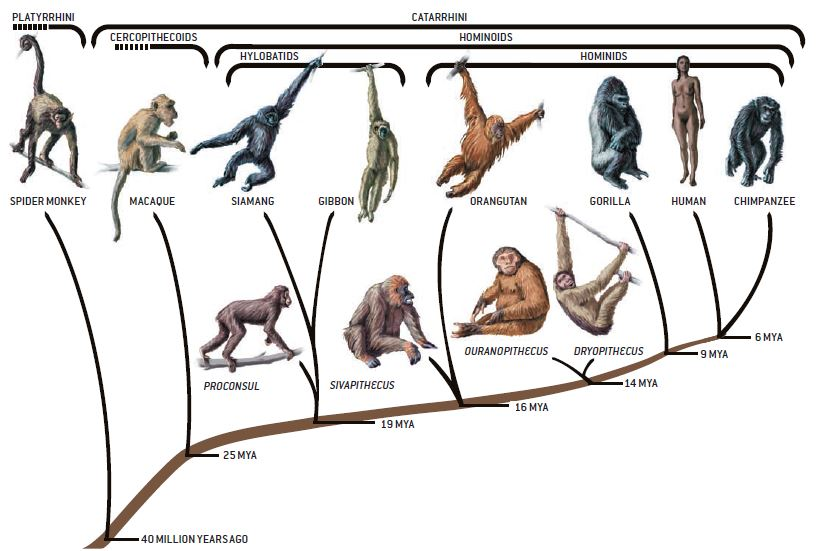 PLATYRRHINI
CATARRHINI
CERCOPITHECOIDS
HOMINOIDS
HYLOBATIDS
HOMINIDS
SPIDER MONKEY
MACAQUE
SIAMANG
GIBBON
ORANGUTAN
GORILLA
HUMAN
CHIMPANZEE
PROCONSUL
SIVAPITHECUS
OURANOPITHECUS
DRYOPITHECUS
6 MYA
9 MYA
14 MYA
16 MYA
19 MYA
25 MYA
40 MILLION YEARS AGO